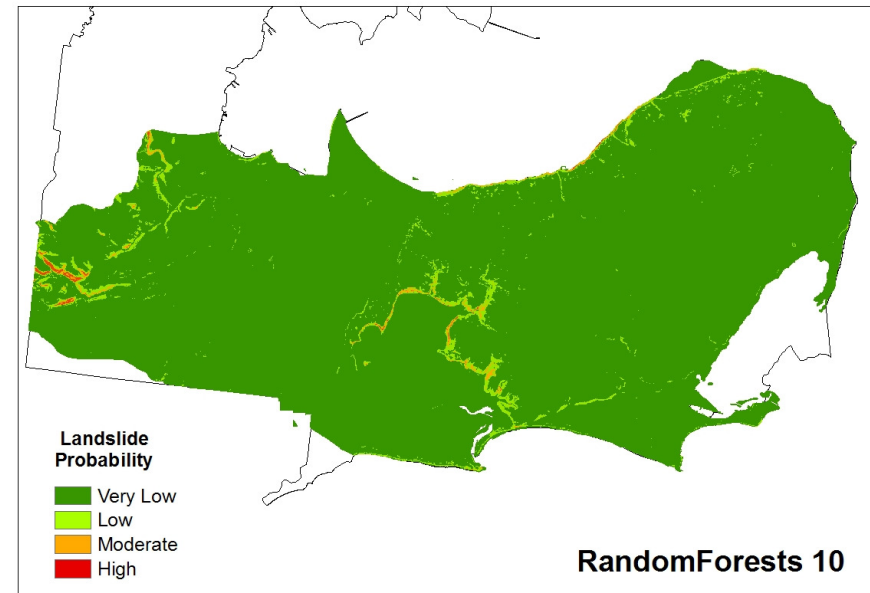 Landslide
Probability
Very Low
Low
Moderate
High
RandomForests 10